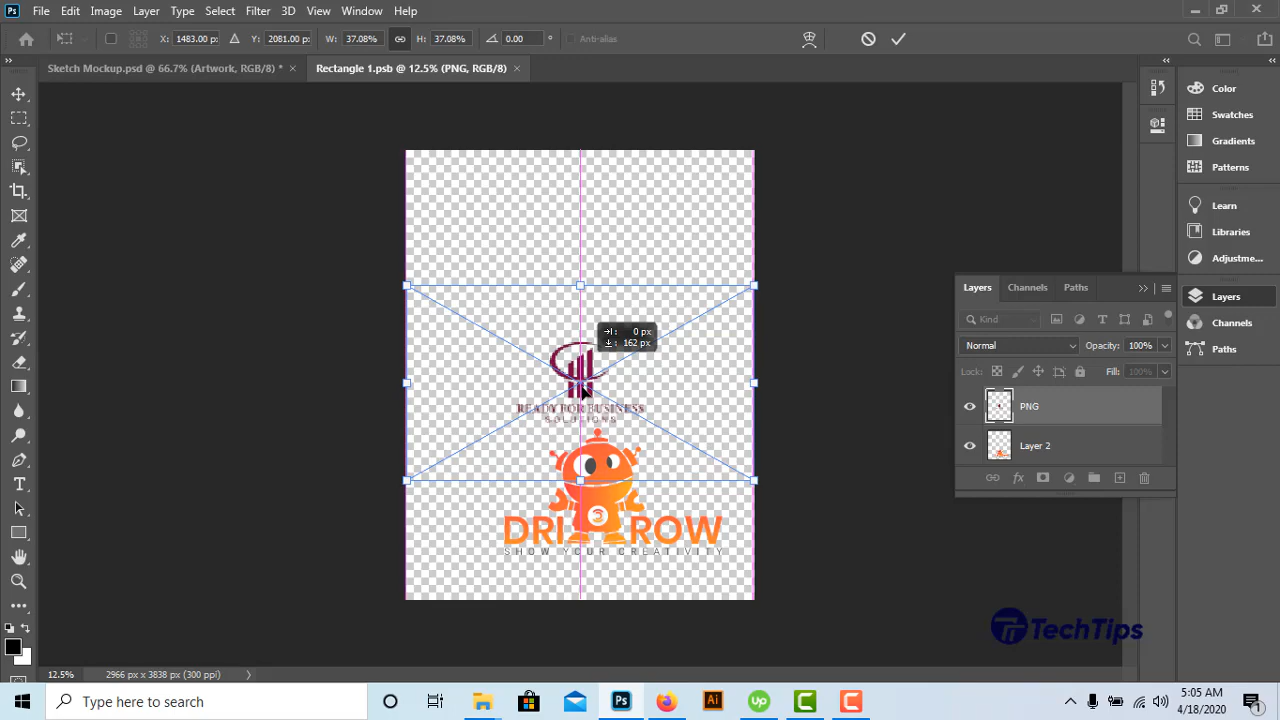 Ps File Edit Image Layer Type Select Filter 3D View Window Help
X: 1483.00 px Y: 2081.00 px W: 37.08% H: 37.08% 0.00 ° Anti-alias
Sketch Mockup.psd @ 66.7% (Artwork, RGB/8) * × Rectangle 1.psb @ 12.5% (PNG, RGB/8) ×
Color
Swatches
Gradients
Patterns
Learn
Libraries
Adjustme...
Layers
Channels
Paths
Layers Channels Paths
Kind
Normal Opacity: 100%
Lock: Fill: 100%
PNG
Layer 2
0 px
162 px
READY FOR BUSINESS
SOLUTIONS
DRI ROW
SHOW YOUR CREATIVITY
TechTips
12.5% 2966 px x 3838 px (300 ppi)
Type here to search
Ps Ai Up
5:05 AM
4/18/2020
1